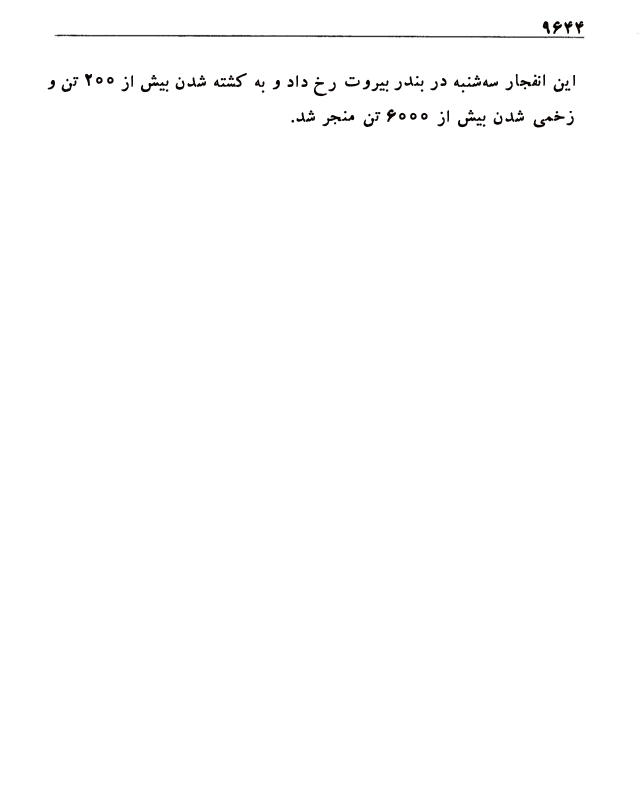 ۹۶۴۴
این انفجار سه‌شنبه در بندر بیروت رخ داد و به کشته شدن بیش از ۲۰۰ تن و
زخمی شدن بیش از ۶۰۰۰ تن منجر شد.